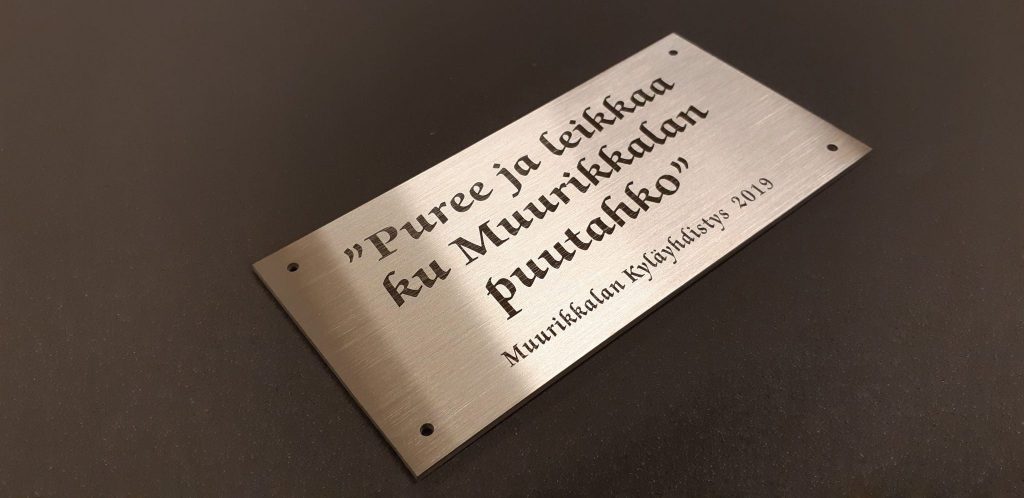 ”Puree ja leikkaa
ku Muurikkalan
puutahko”
Muurikkalan Kyläyhdistys 2019